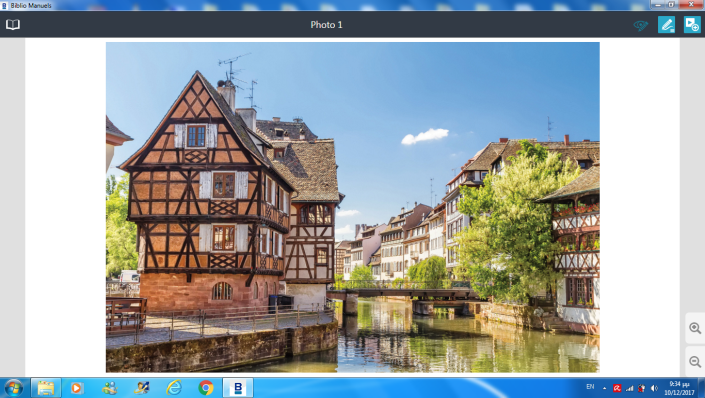 Biblio Manuels
Photo 1
EN
9:34 μμ
10/12/2017